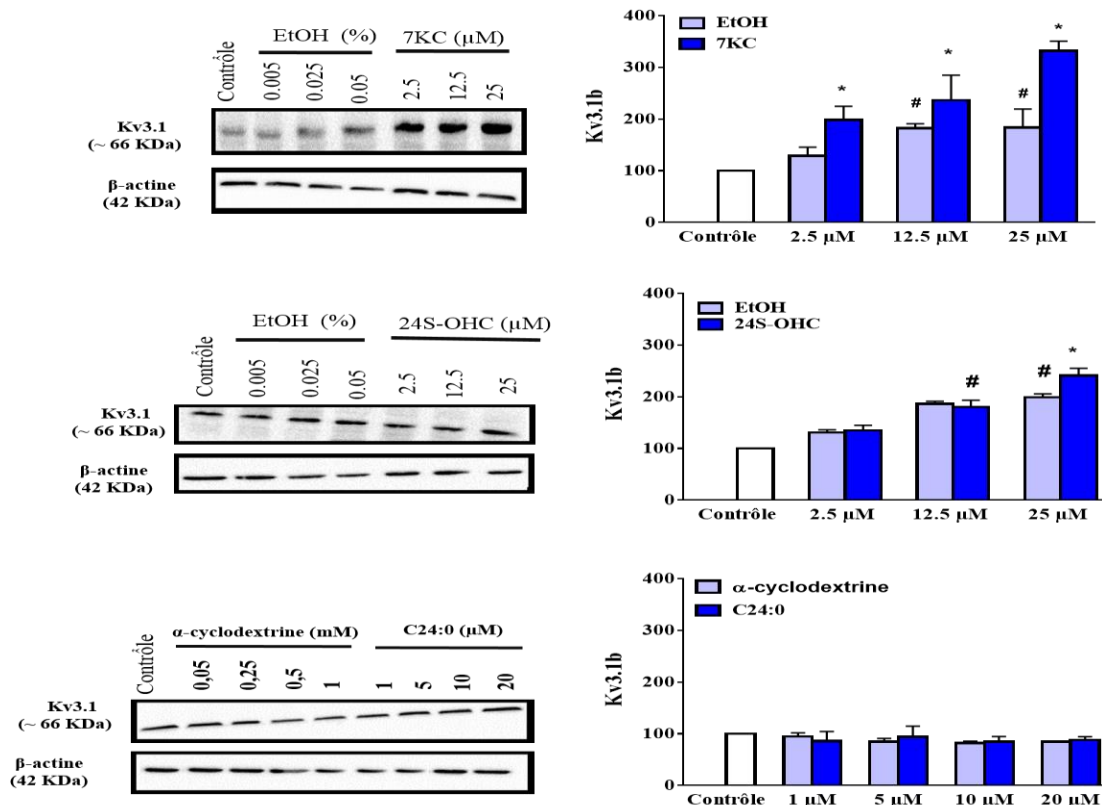 EtOH (%) 7KC (µM)
Contrôle 0.005 0.025 0.05 2.5 12.5 25
Kv3.1
(~ 66 KDa)
β-actine
(42 KDa)
400
300
200
100
0
Kv3.1b
EtOH
7KC
* * # # *
Contrôle 2.5 µM 12.5 µM 25 µM
EtOH (%) 24S-OHC (µM)
Contrôle 0.005 0.025 0.05 2.5 12.5 25
Kv3.1
(~ 66 KDa)
β-actine
(42 KDa)
400
300
200
100
0
Kv3.1b
EtOH
24S-OHC
# # *
Contrôle 2.5 µM 12.5 µM 25 µM
α-cyclodextrine (mM) C24:0 (µM)
Contrôle 0,05 0,25 0,5 1 1 5 10 20
Kv3.1
(~ 66 KDa)
β-actine
(42 KDa)
400
300
200
100
0
Kv3.1b
α-cyclodextrine
C24:0
Contrôle 1 µM 5 µM 10 µM 20 µM